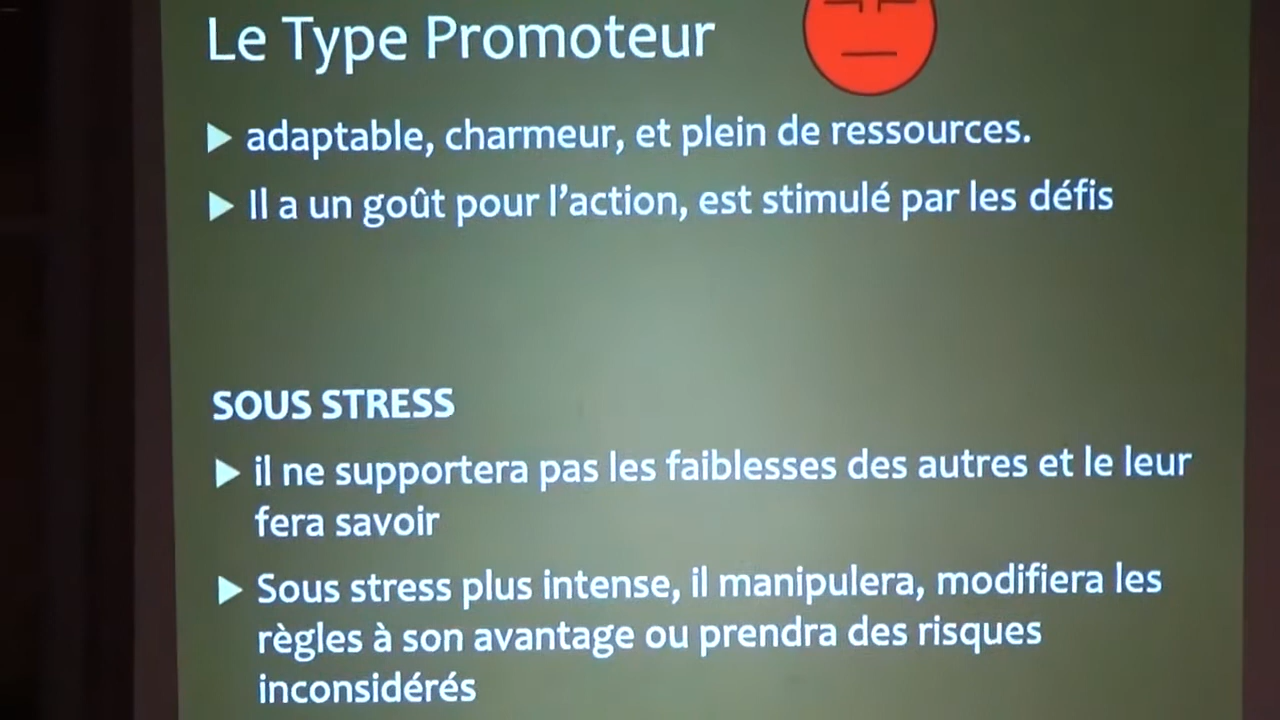 Le Type Promoteur
adaptable, charmeur, et plein de ressources.
Il a un goût pour l’action, est stimulé par les défis
SOUS STRESS
il ne supportera pas les faiblesses des autres et le leur
fera savoir
Sous stress plus intense, il manipulera, modifiera les
règles à son avantage ou prendra des risques
inconsidérés